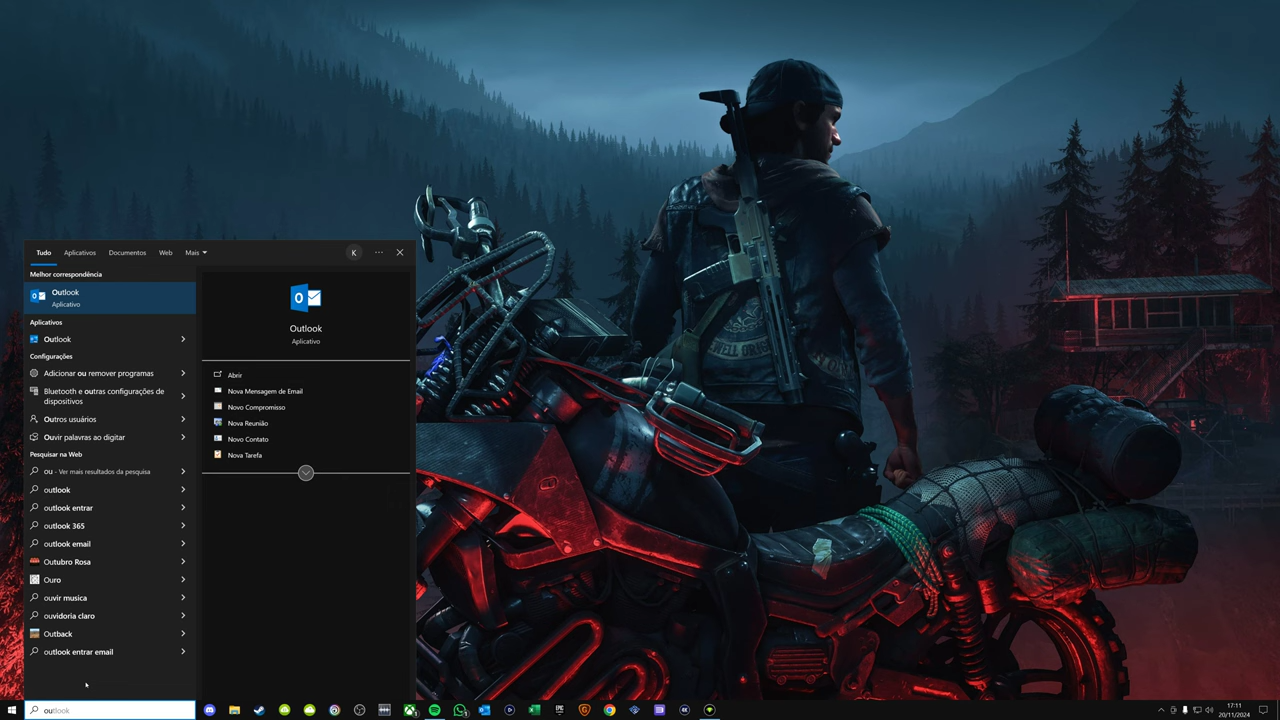 Tudo Aplicativos Documentos Web Mais K
Melhor correspondência
Outlook
Aplicativo
Aplicativos
Outlook
Configurações
Adicionar ou remover programas
Bluetooth e outras configurações de
dispositivos
Outros usuários
Ouvir palavras ao digitar
Pesquisar na Web
ou - Ver mais resultados da pesquisa
outlook
outlook entrar
outlook 365
outlook email
Outubro Rosa
Ouro
ouvir musica
ouvidoria claro
Outback
outlook entrar email
outlook
Outlook
Aplicativo
Abrir
Nova Mensagem de Email
Novo Compromisso
Nova Reunião
Novo Contato
Nova Tarefa
17:11
20/11/2024